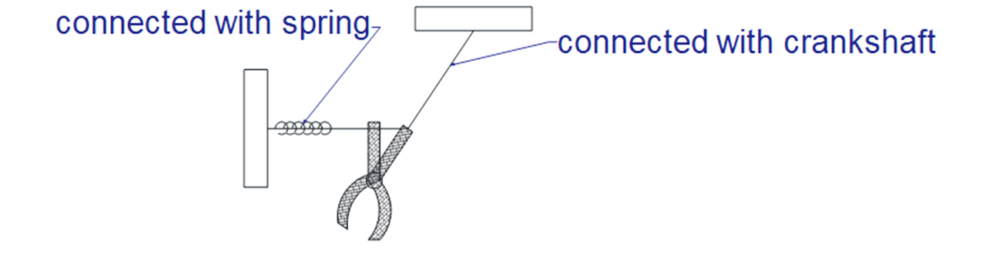 connected with spring
connected with crankshaft